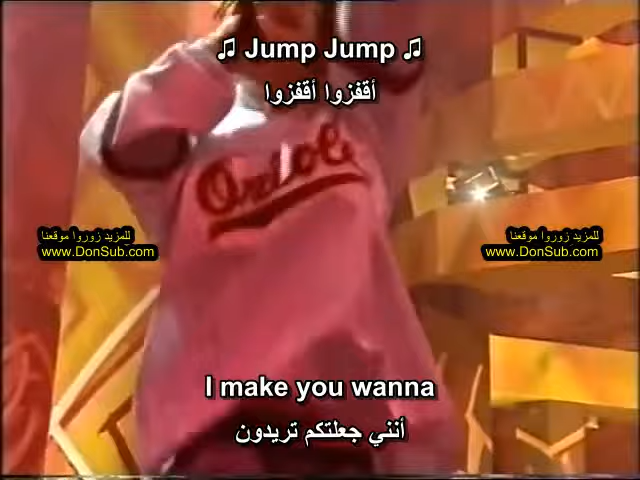 ♫ Jump Jump ♫
أقفزوا أقفزوا
Oriole
للمزيد زوروا موقعنا
www.DonSub.com
للمزيد زوروا موقعنا
www.DonSub.com
I make you wanna
أنني جعلتكم تريدون